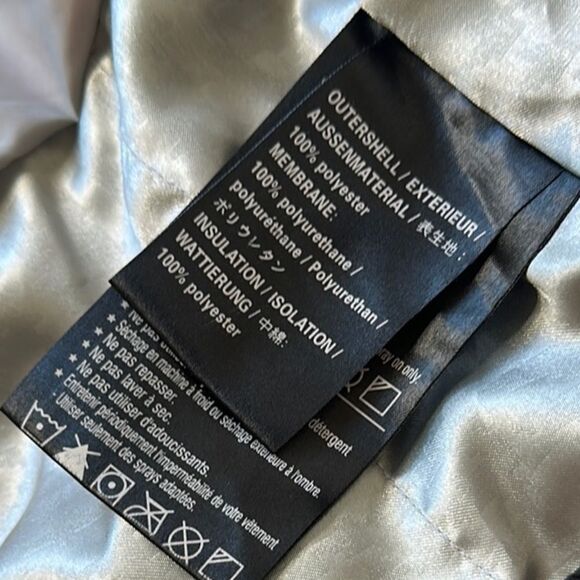 OUTERSHELL / EXTERIEUR /
AUSSENMATERIAL / 表生地:
100% polyester
MEMBRANE:
100% polyurethane /
polyuréthane / Polyurethan /
ポリウレタン
INSULATION / ISOLATION /
WATTIERUNG / 中綿:
100% polyester
on only...
détergent
* Ne pas
* Séchage en machine à froid ou séchage extérieure à l'ombre.
* Ne pas repasser.
* Ne pas laver à sec.
* Ne pas utiliser d'adoucissants.
* Entretenir périodiquement l'imperméabilité de votre vêtement
: Utiliser seulement des sprays adaptées.